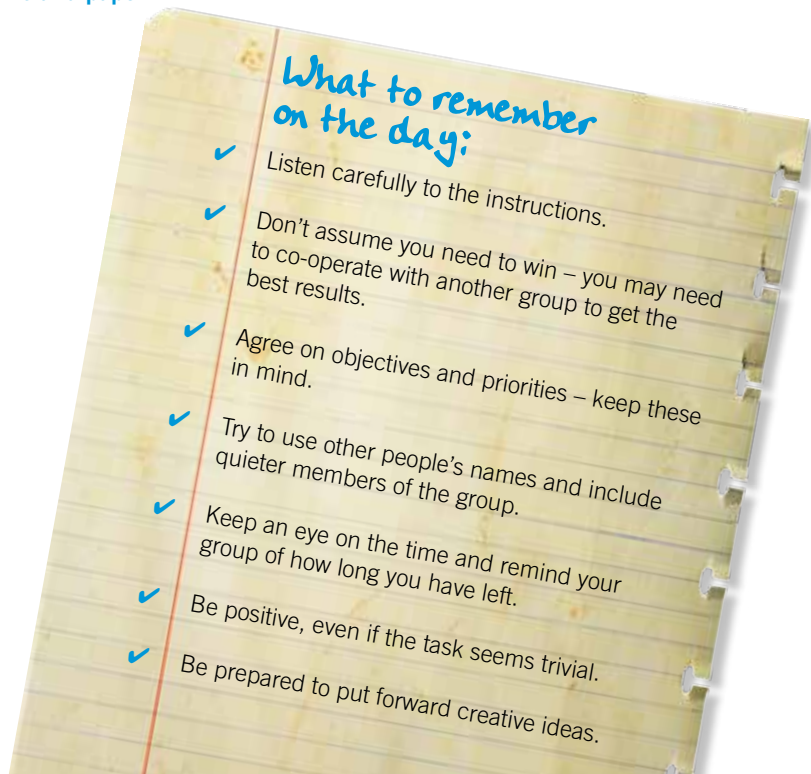 What to remember
on the day:
✔ Listen carefully to the instructions.
✔ Don't assume you need to win – you may need
to co-operate with another group to get the
best results.
✔ Agree on objectives and priorities – keep these
in mind.
✔ Try to use other people's names and include
quieter members of the group.
✔ Keep an eye on the time and remind your
group of how long you have left.
✔ Be positive, even if the task seems trivial.
✔ Be prepared to put forward creative ideas.